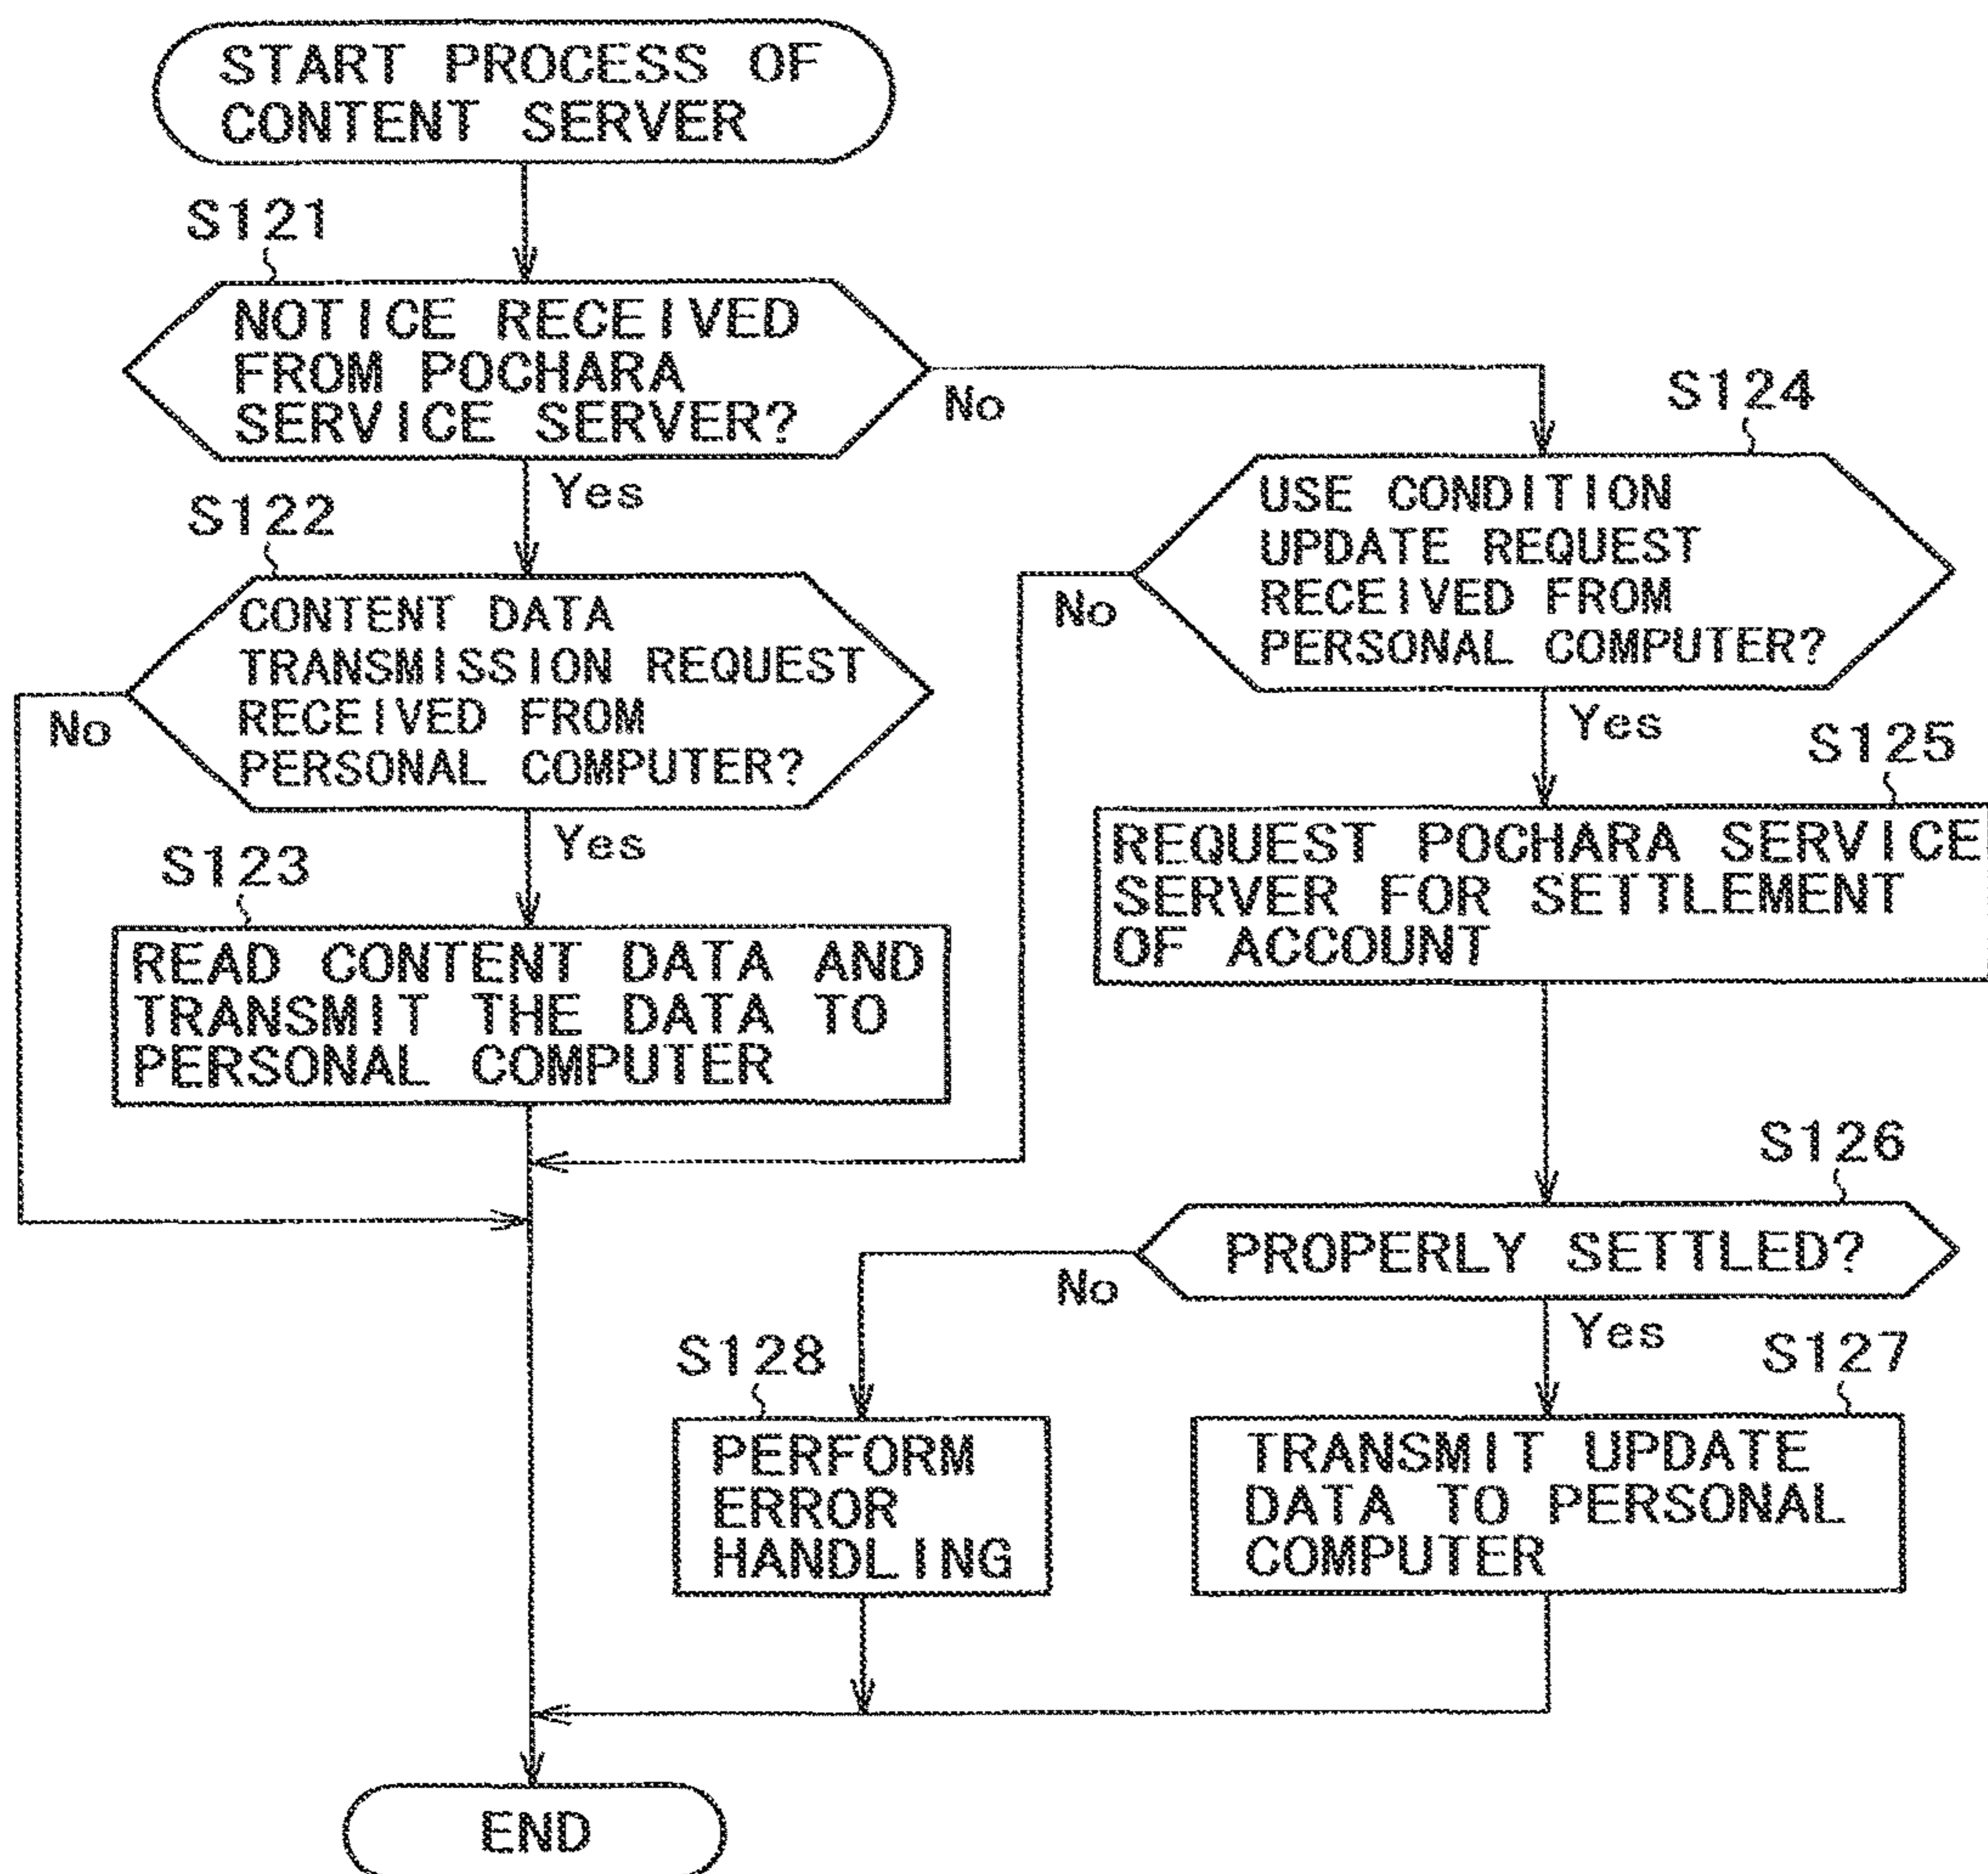 START PROCESS OF
CONTENT SERVER
S121
NOTICE RECEIVED
FROM POCHARA
SERVICE SERVER?
No
Yes
S122
CONTENT DATA
TRANSMISSION REQUEST
RECEIVED FROM
PERSONAL COMPUTER?
No
Yes
S123
READ CONTENT DATA AND
TRANSMIT THE DATA TO
PERSONAL COMPUTER
S124
USE CONDITION
UPDATE REQUEST
RECEIVED FROM
PERSONAL COMPUTER?
No
Yes
S125
REQUEST POCHARA SERVICE
SERVER FOR SETTLEMENT
OF ACCOUNT
S126
PROPERLY SETTLED?
No
Yes
S128
PERFORM
ERROR
HANDLING
S127
TRANSMIT UPDATE
DATA TO PERSONAL
COMPUTER
END